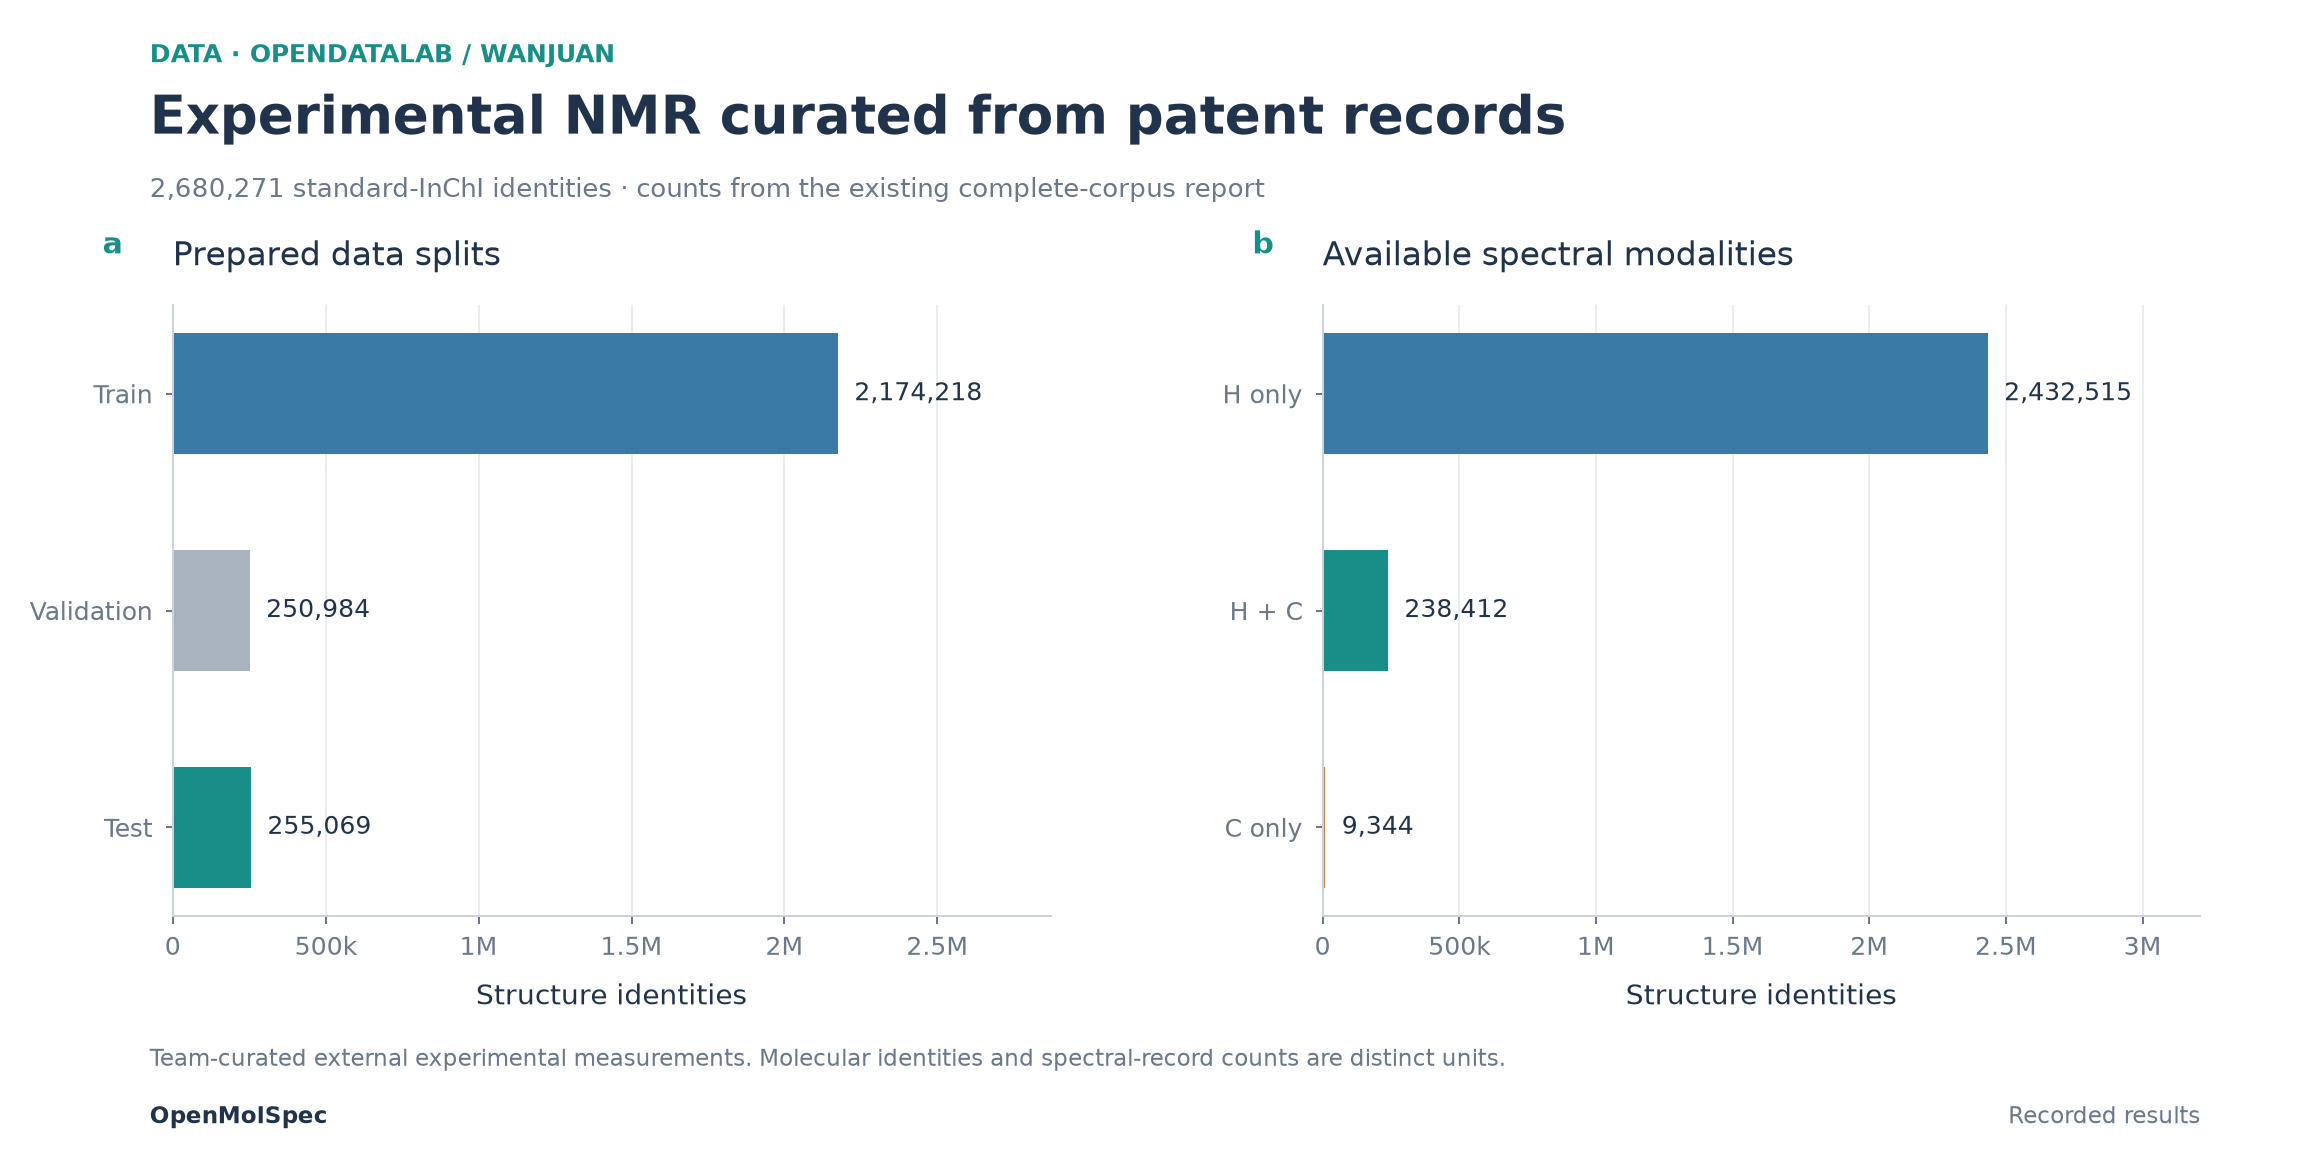 DATA · OPENDATALAB / WANJUAN
Experimental NMR curated from patent records
2,680,271 standard-InChI identities · counts from the existing complete-corpus report
a
Prepared data splits
Train
2,174,218
Validation
250,984
Test
255,069
0 500k 1M 1.5M 2M 2.5M
Structure identities
b
Available spectral modalities
H only
2,432,515
H + C
238,412
C only
9,344
0 500k 1M 1.5M 2M 2.5M 3M
Structure identities
Team-curated external experimental measurements. Molecular identities and spectral-record counts are distinct units.
OpenMolSpec
Recorded results